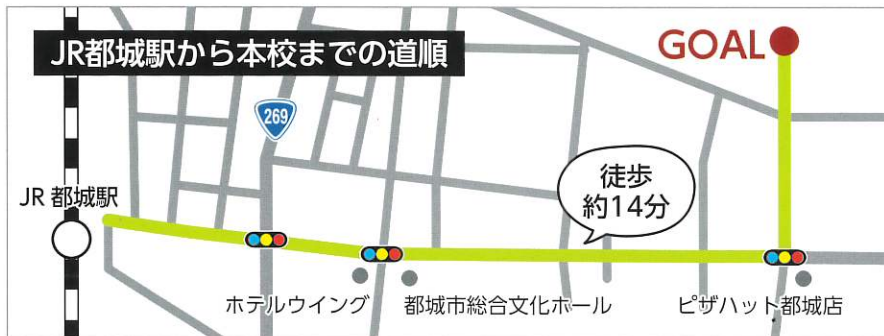 JR都城駅から本校までの道順
GOAL
269
徒歩
約14分
JR 都城駅
ホテルウイング
都城市総合文化ホール
ピザハット都城店